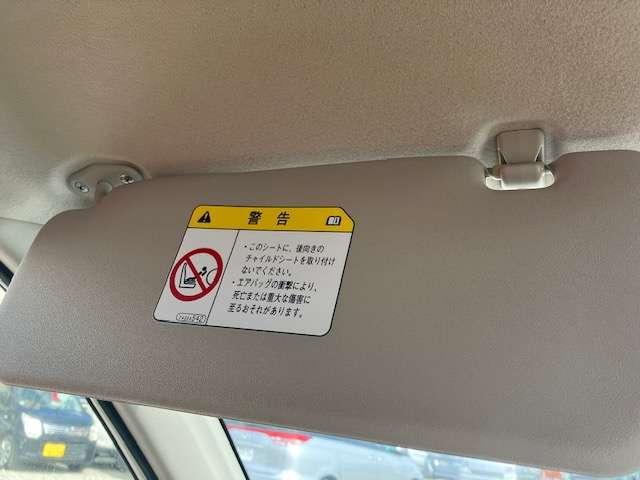 警告
・このシートに、後向きの
チャイルドシートを取り付け
ないでください。
・エアバッグの衝撃により、
死亡または重大な傷害に
至るおそれがあります。